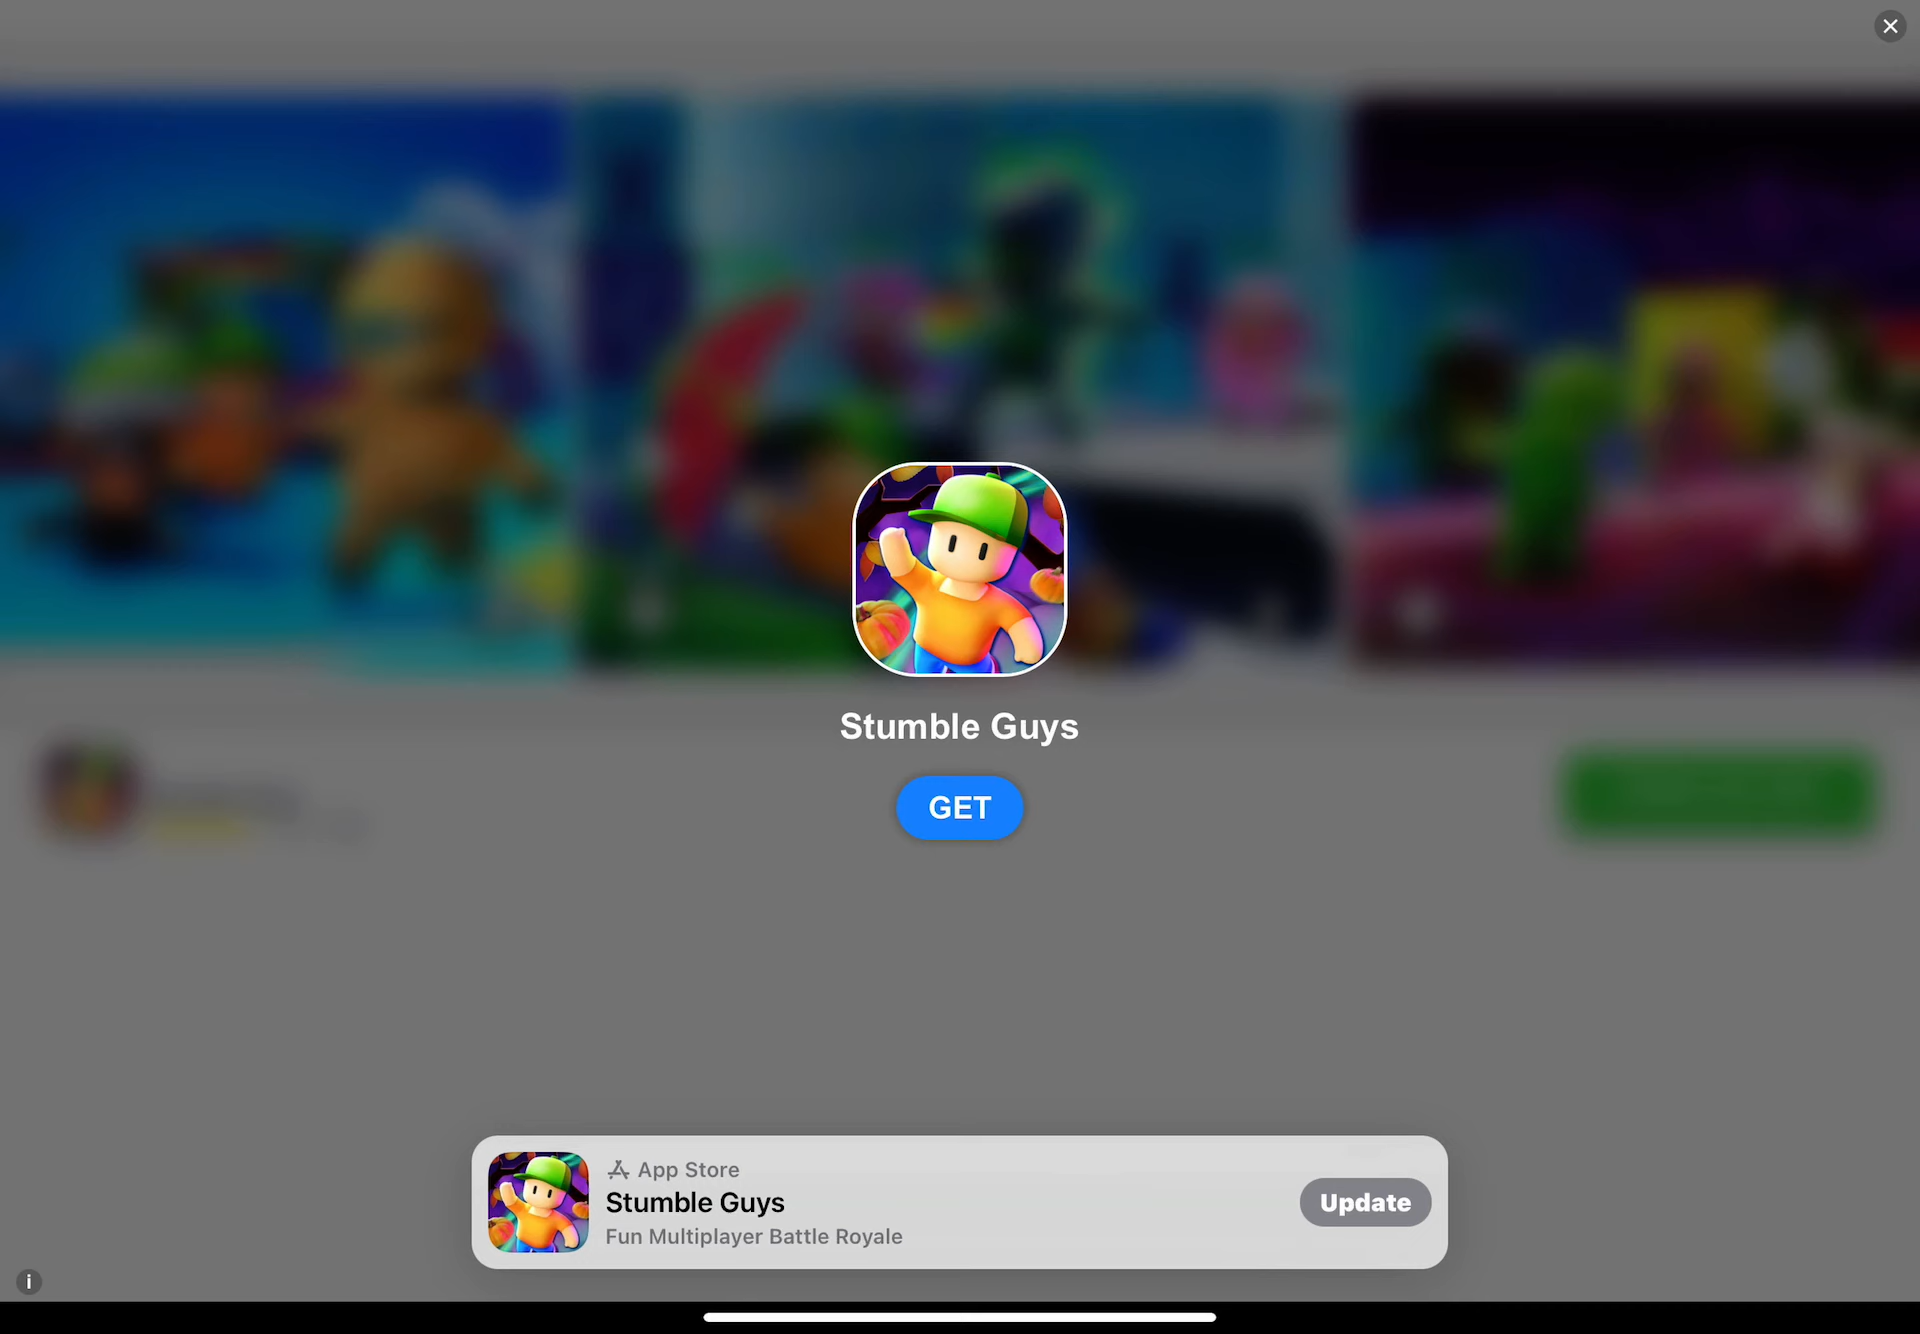 Stumble Guys
GET
App Store
Stumble Guys
Fun Multiplayer Battle Royale
Update
i